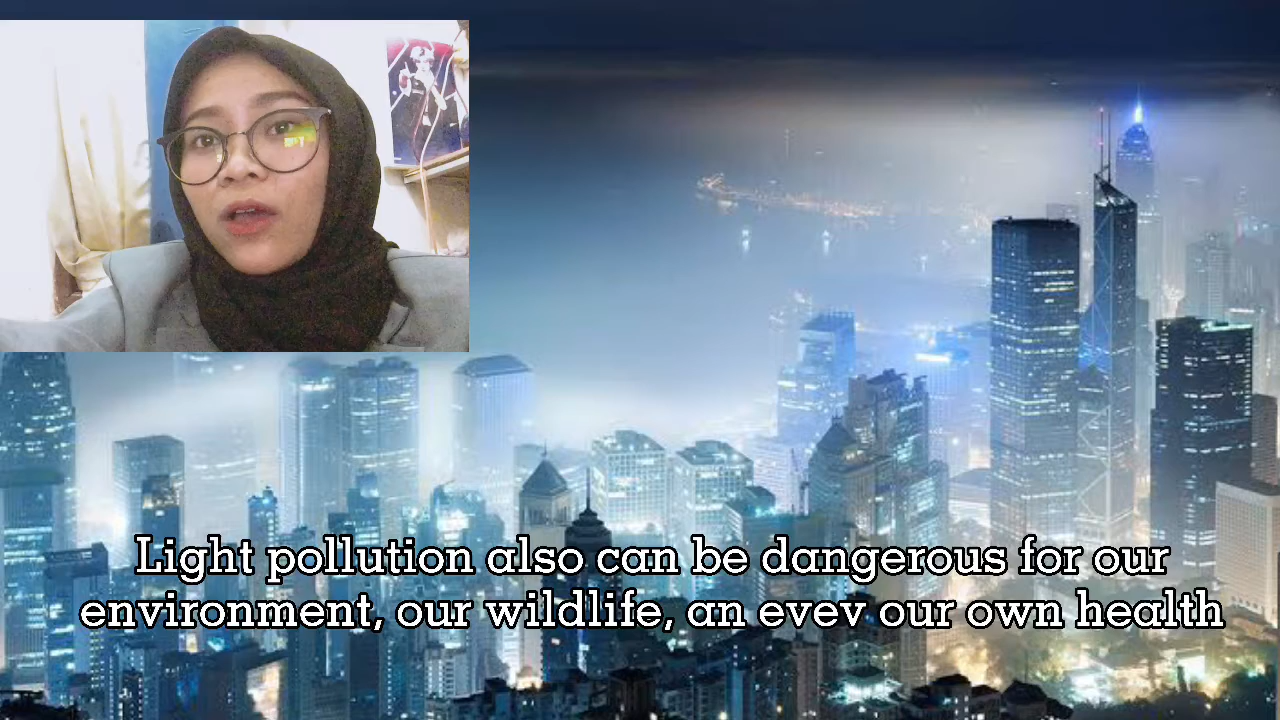 Light pollution also can be dangerous for our
environment, our wildlife, an evev our own health